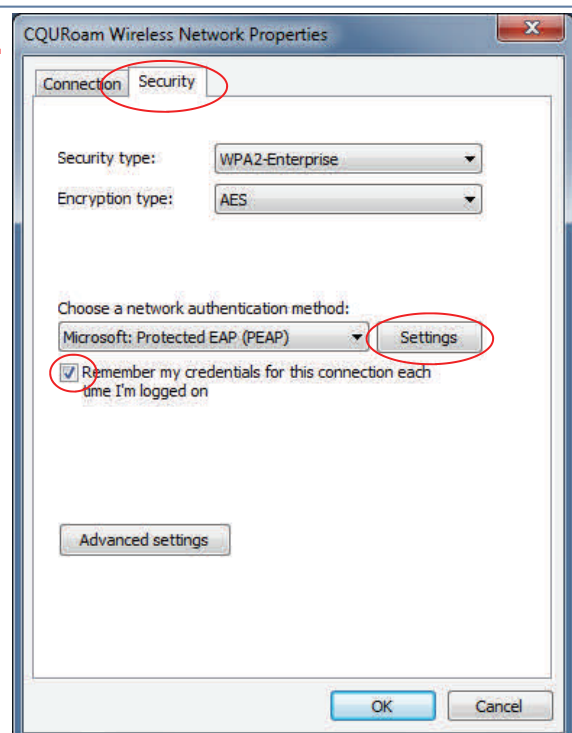 CQURoam Wireless Network Properties
Connection Security
Security type: WPA2-Enterprise
Encryption type: AES
Choose a network authentication method:
Microsoft: Protected EAP (PEAP) Settings
Remember my credentials for this connection each
time I'm logged on
Advanced settings
OK Cancel